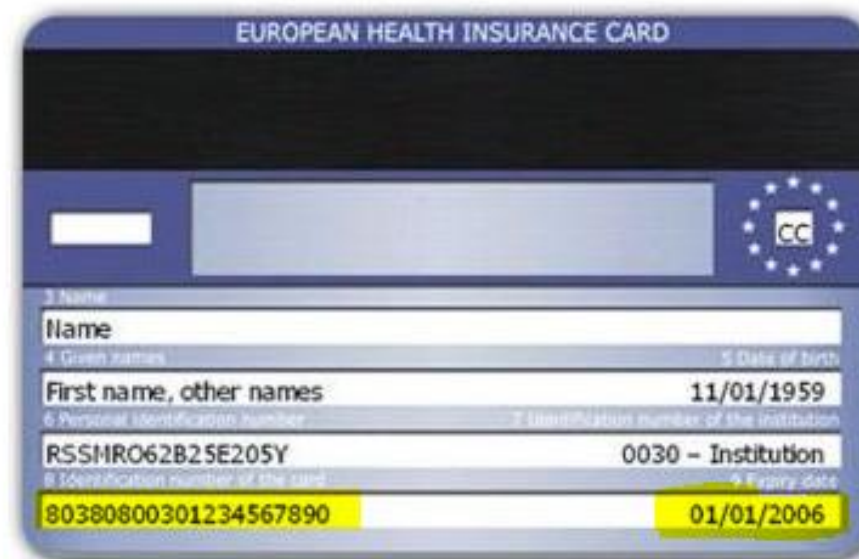 EUROPEAN HEALTH INSURANCE CARD
CC
3 Name
Name
4 Given names 5 Date of birth
First name, other names 11/01/1959
6 Personal identification number 7 Identification number of the institution
RSSMRO62B25E205Y 0030 – Institution
8 Identification number of the card 9 Expiry date
80380800301234567890 01/01/2006